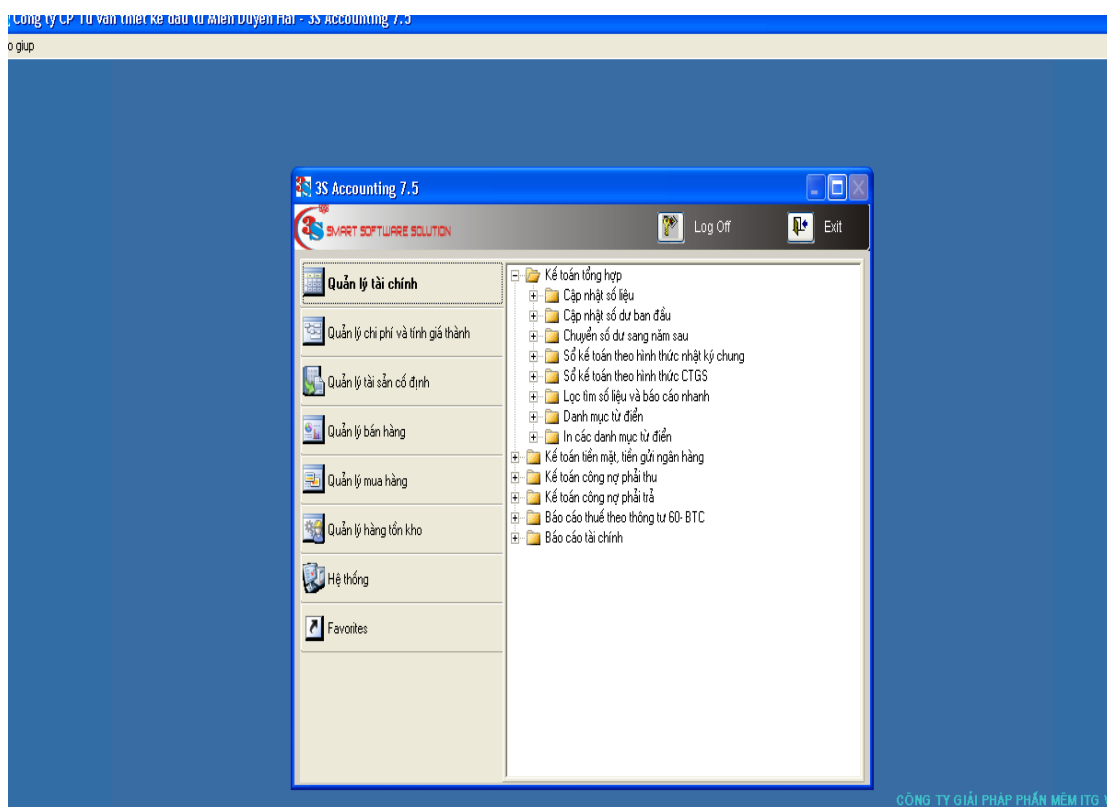 Công ty CP Tư vấn thiết kế đầu tư Miền Duyên Hải - 3S Accounting 7.5
o giup
3S Accounting 7.5
3S SMART SOFTWARE SOLUTION
Log Off
Exit
Quản lý tài chính
Quản lý chi phí và tính giá thành
Quản lý tài sản cố định
Quản lý bán hàng
Quản lý mua hàng
Quản lý hàng tồn kho
Hệ thống
Favorites
Kế toán tổng hợp
Cập nhật số liệu
Cập nhật số dư ban đầu
Chuyển số dư sang năm sau
Sổ kế toán theo hình thức nhật ký chung
Sổ kế toán theo hình thức CTGS
Lọc tìm số liệu và báo cáo nhanh
Danh mục từ điển
In các danh mục từ điển
Kế toán tiền mặt, tiền gửi ngân hàng
Kế toán công nợ phải thu
Kế toán công nợ phải trả
Báo cáo thuế theo thông tư 60- BTC
Báo cáo tài chính
CÔNG TY GIẢI PHÁP PHẦN MỀM ITG